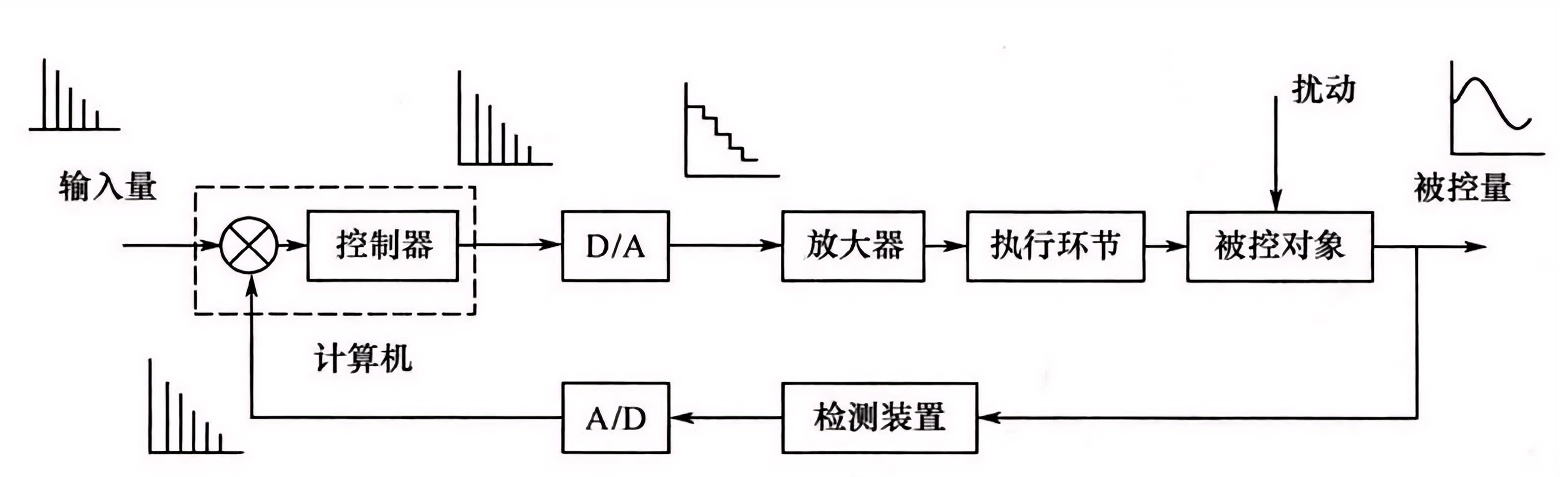 扰动
输入量
被控量
控制器
D/A
放大器
执行环节
被控对象
计算机
A/D
检测装置